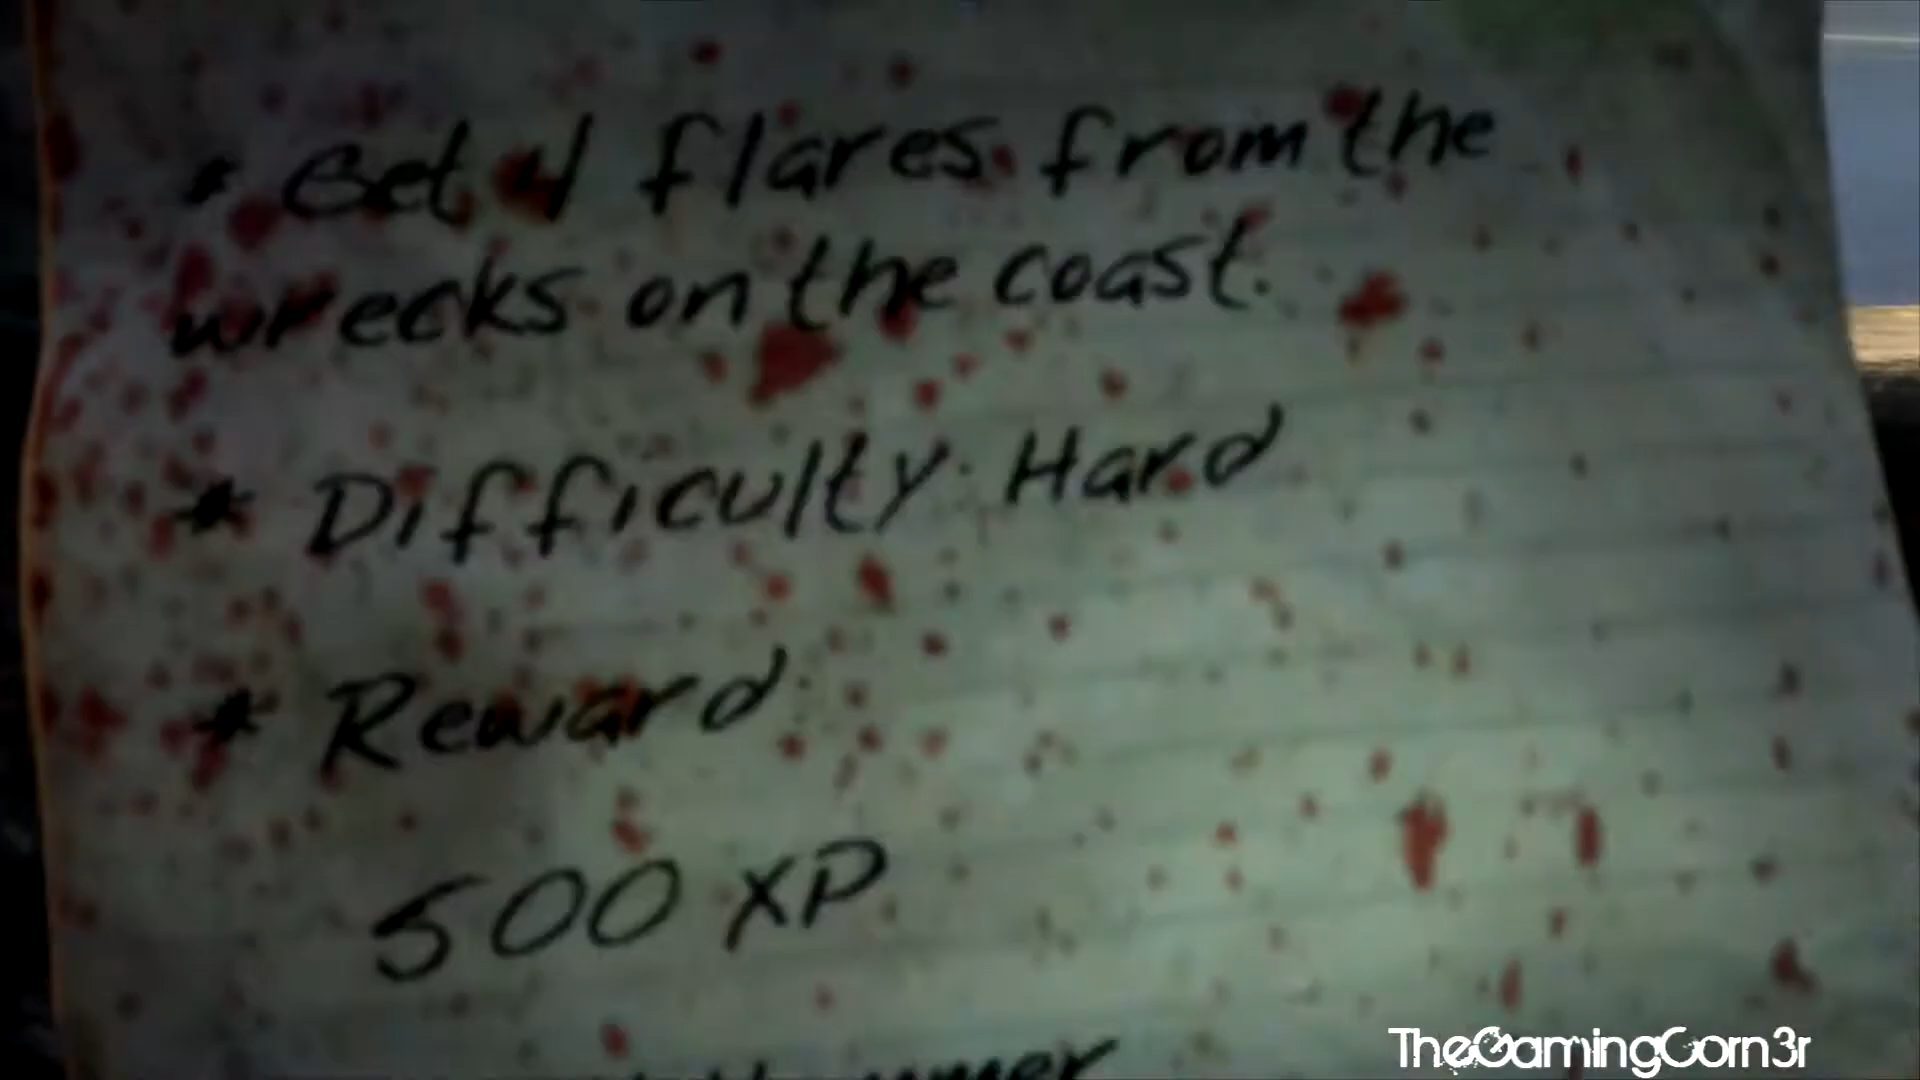 * Get 4 flares from the
wrecks on the coast.
* Difficulty: Hard
* Reward:
500 XP
TheGamingCorn3r